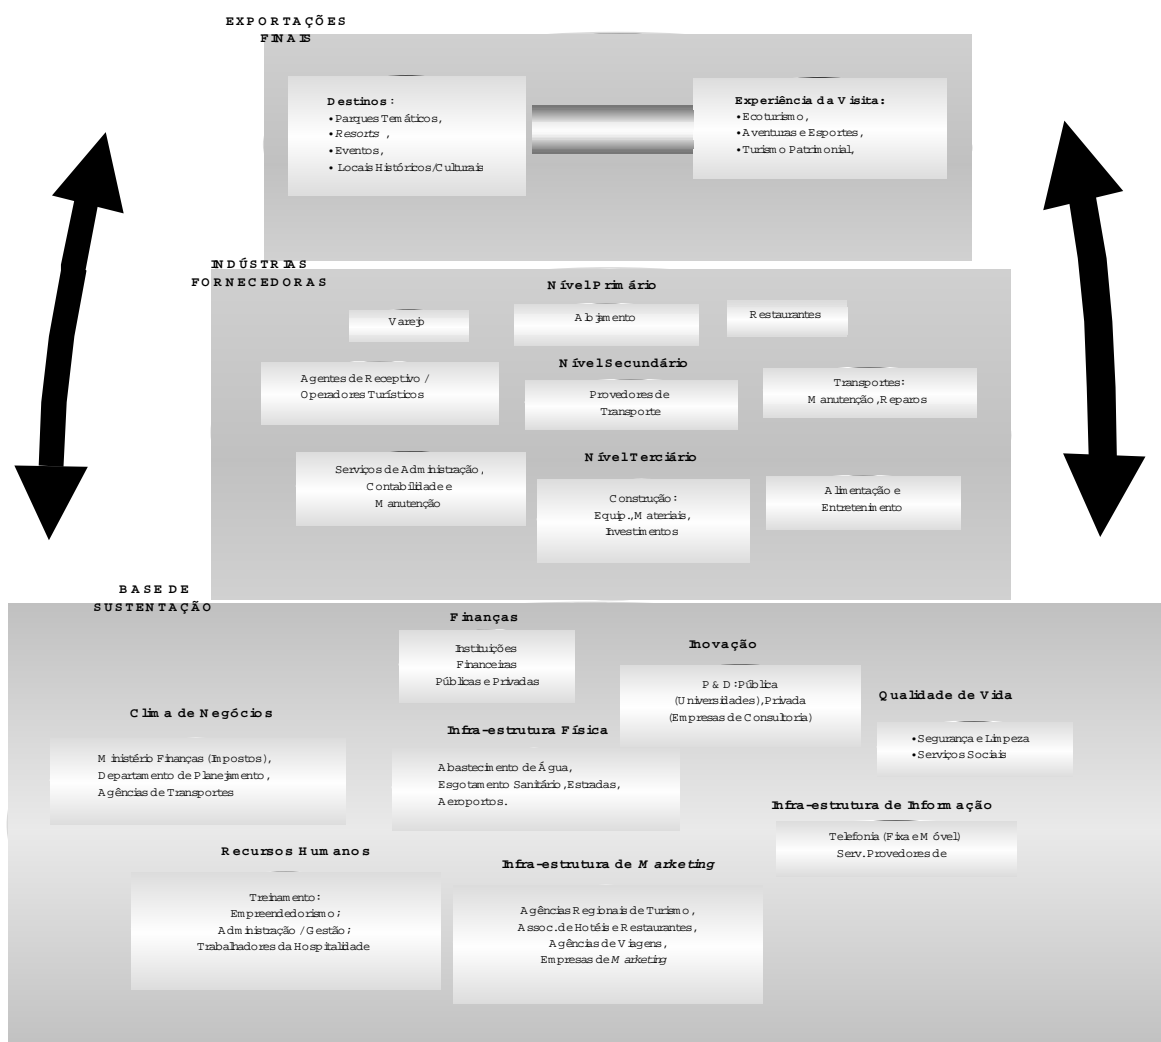 EXPORTAÇÕES
FINAIS
Destinos:
•Parques Temáticos,
•Resorts ,
•Eventos,
• Locais Históricos/Culturais
Experiência da Visita:
•Ecoturismo,
•Aventuras e Esportes,
•Turismo Patrimonial,
INDÚSTRIAS
FORNECEDORAS
Nível Primário
Varejo
Alojamento
Restaurantes
Nível Secundário
Agentes de Receptivo /
Operadores Turísticos
Provedores de
Transporte
Transportes:
Manutenção, Reparos
Nível Terciário
Serviços de Administração,
Contabilidade e
Manutenção
Construção:
Equip., Materiais,
Investimentos
Alimentação e
Entretenimento
BASE DE
SUSTENTAÇÃO
Finanças
Instituições
Financeiras
Públicas e Privadas
Inovação
P & D: Pública
(Universidades), Privada
(Empresas de Consultoria)
Qualidade de Vida
•Segurança e Limpeza
•Serviços Sociais
Clima de Negócios
Ministério Finanças (Impostos),
Departamento de Planejamento,
Agências de Transportes
Infra-estrutura Física
Abastecimento de Água,
Esgotamento Sanitário, Estradas,
Aeroportos.
Infra-estrutura de Informação
Telefonia (Fixa e Móvel)
Serv. Provedores de
Recursos Humanos
Treinamento:
Empreendedorismo;
Administração / Gestão;
Trabalhadores da Hospitalidade
Infra-estrutura de Marketing
Agências Regionais de Turismo,
Assoc. de Hotéis e Restaurantes,
Agências de Viagens,
Empresas de Marketing